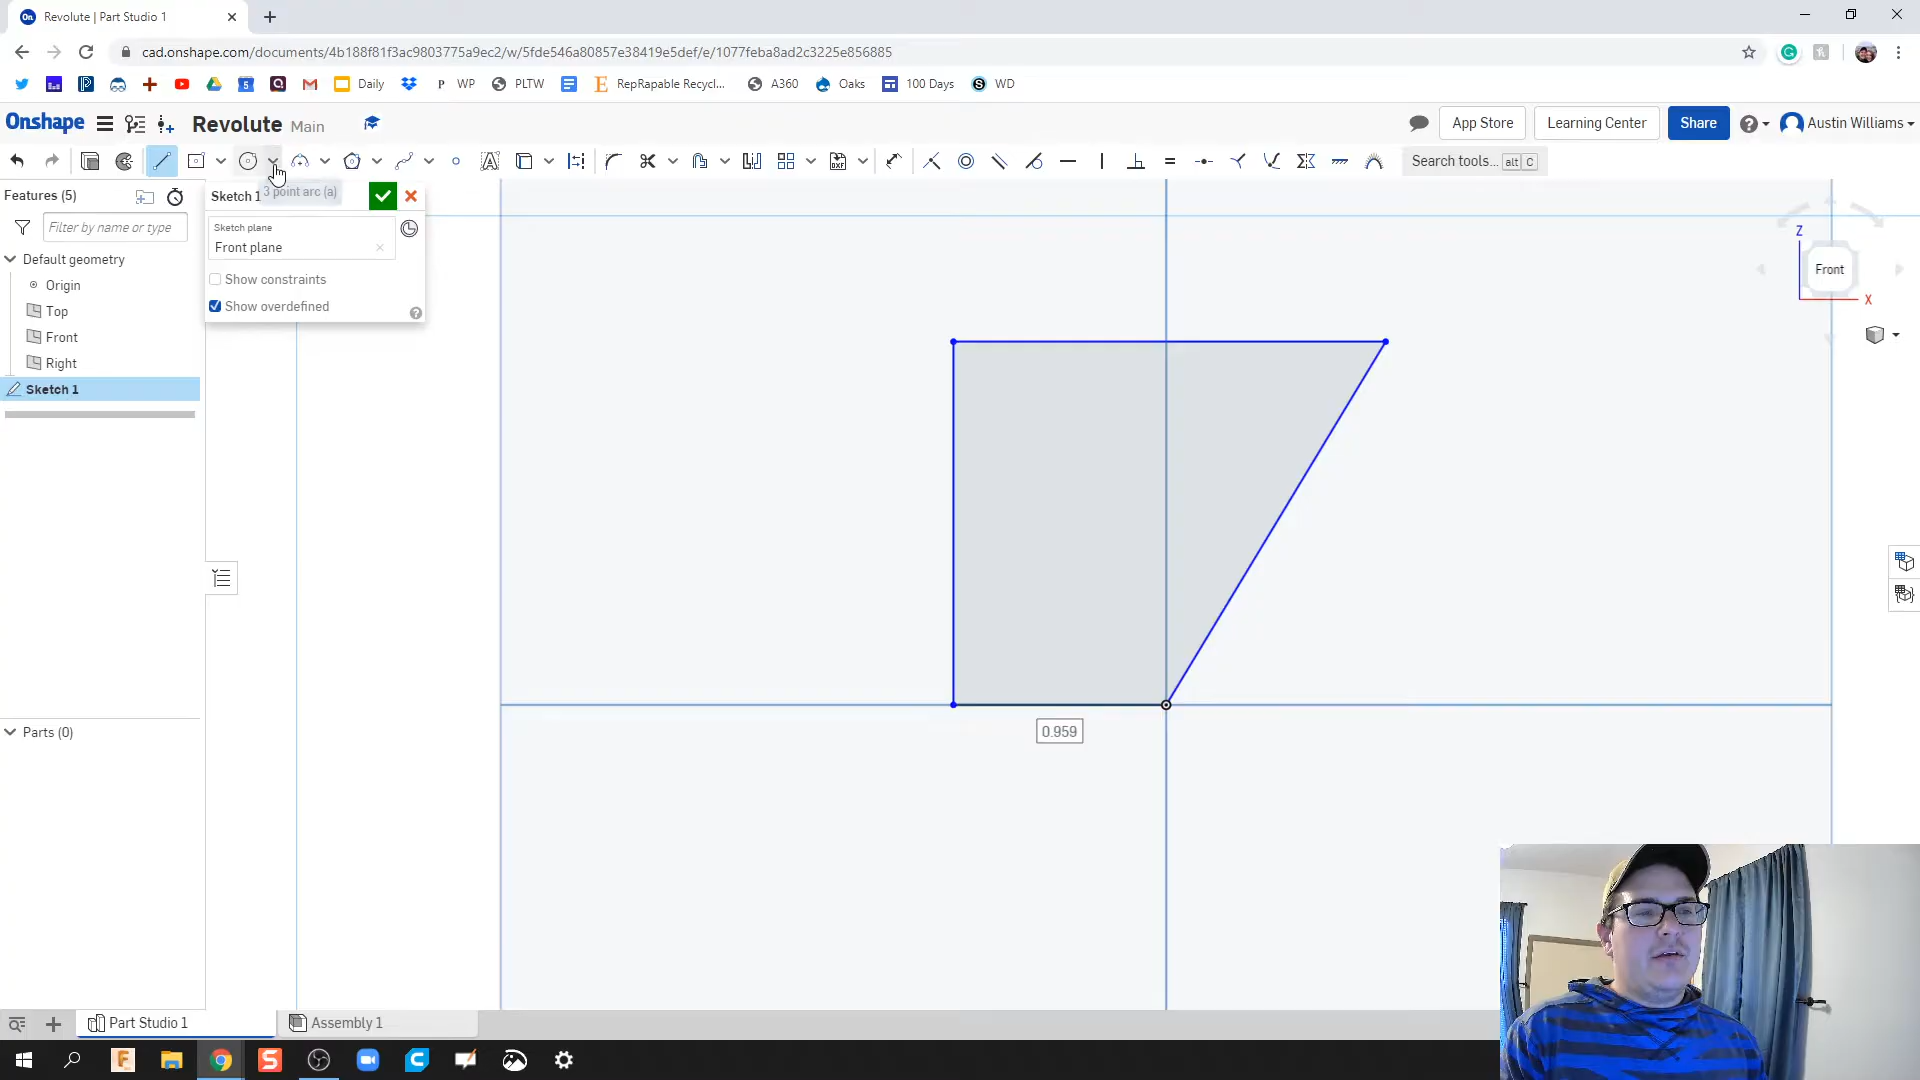 Revolute | Part Studio 1
cad.onshape.com/documents/4b188f81f3ac9803775a9ec2/w/5fde546a80857e38419e5def/e/1077feba8ad2c3225e856885
Daily
WP
PLTW
RepRapable Recycl...
A360
Oaks
100 Days
WD
Onshape
Revolute Main
App Store
Learning Center
Share
Austin Williams
Search tools... alt C
Features (5)
Filter by name or type
Default geometry
Origin
Top
Front
Right
Sketch 1
Parts (0)
Sketch 1
3 point arc (a)
Sketch plane
Front plane
Show constraints
Show overdefined
0.959
Z
Front
X
Part Studio 1
Assembly 1